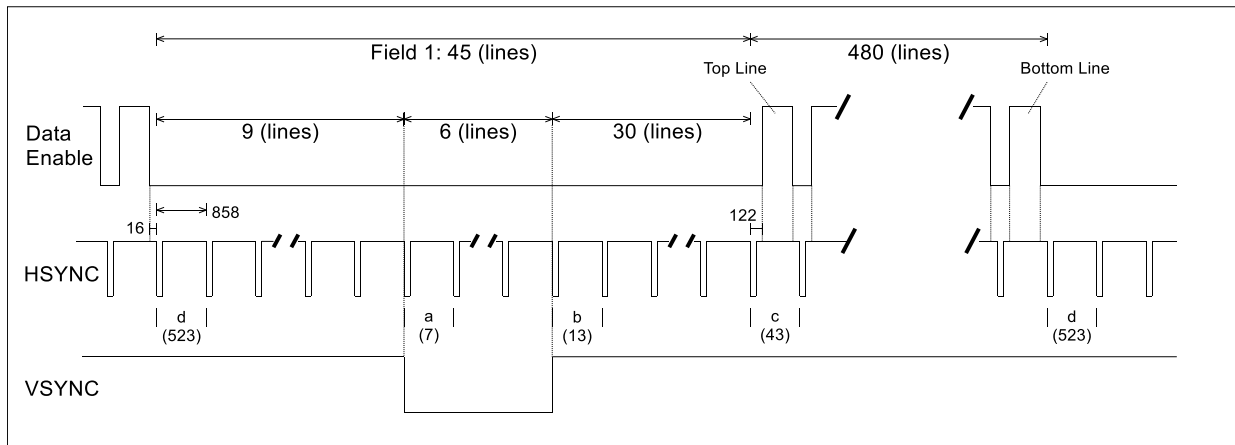 Field 1: 45 (lines)
480 (lines)
Top Line
Bottom Line
Data
Enable
9 (lines)
6 (lines)
30 (lines)
16
858
122
HSYNC
d
(523)
a
(7)
b
(13)
c
(43)
d
(523)
VSYNC